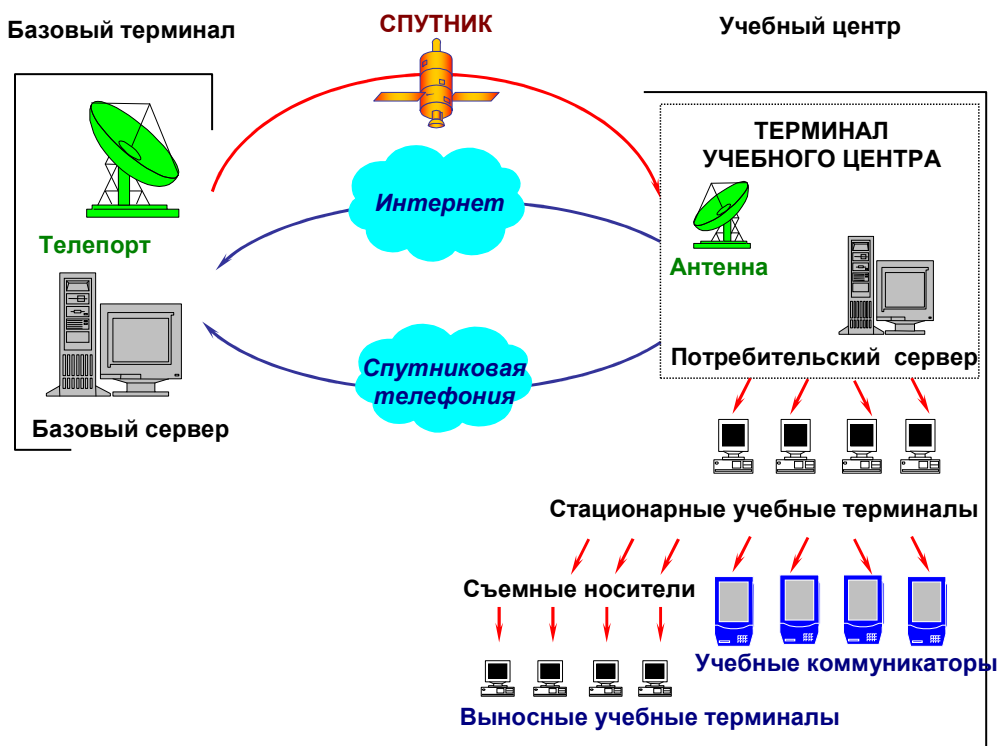 Базовый терминал
СПУТНИК
Учебный центр
ТЕРМИНАЛ
УЧЕБНОГО ЦЕНТРА
Интернет
Телепорт
Антенна
Потребительский сервер
Спутниковая
телефония
Базовый сервер
Стационарные учебные терминалы
Съемные носители
Учебные коммуникаторы
Выносные учебные терминалы